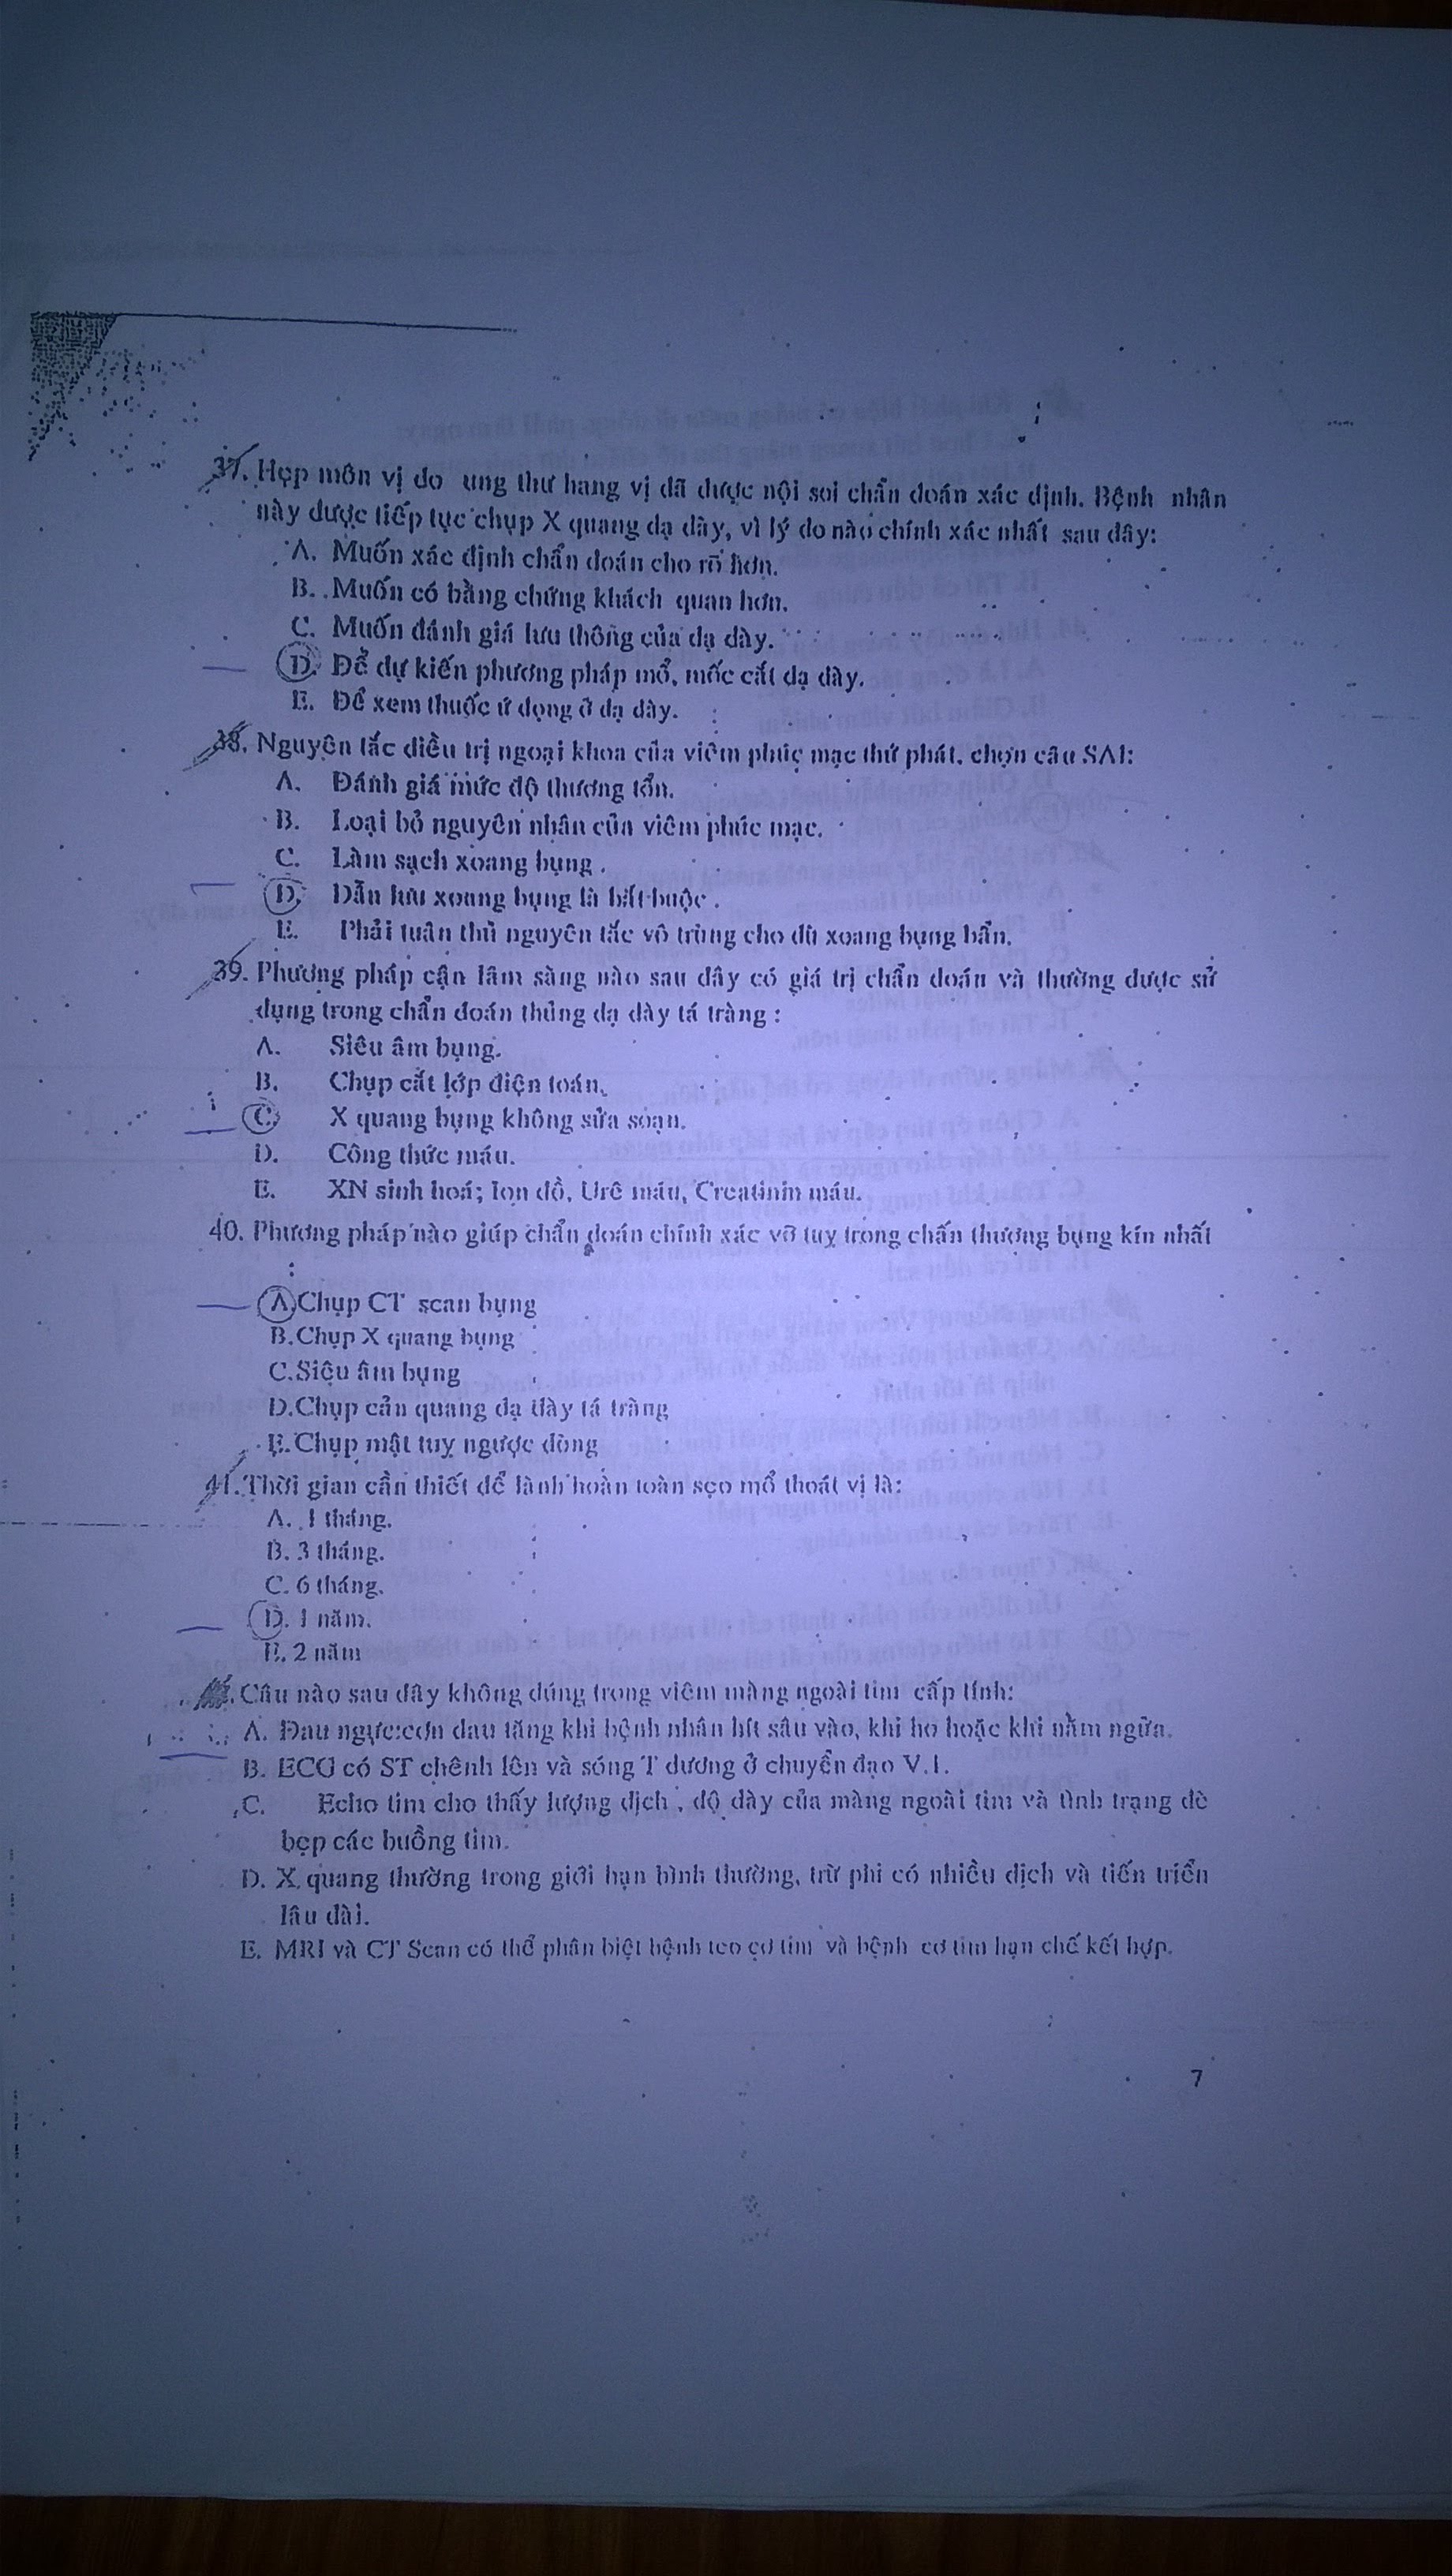 37. Hẹp môn vị do ung thư hang vị đã được nội soi chẩn đoán xác định. Bệnh nhân
này được tiếp tục chụp X quang dạ dày, vì lý do nào chính xác nhất sau đây:
A. Muốn xác định chẩn đoán cho rõ hơn.
B. Muốn có bằng chứng khách quan hơn.
C. Muốn đánh giá lưu thông của dạ dày.
D. Để dự kiến phương pháp mổ, mốc cắt dạ dày.
E. Để xem thuốc ứ đọng ở dạ dày.
38. Nguyên tắc điều trị ngoại khoa của viêm phúc mạc thứ phát, chọn câu SAI:
A. Đánh giá mức độ thương tổn.
B. Loại bỏ nguyên nhân của viêm phúc mạc.
C. Làm sạch xoang bụng .
D. Dẫn lưu xoang bụng là bắt buộc .
E. Phải tuân thủ nguyên tắc vô trùng cho dù xoang bụng bẩn.
39. Phương pháp cận lâm sàng nào sau đây có giá trị chẩn đoán và thường được sử
dụng trong chẩn đoán thủng dạ dày tá tràng :
A. Siêu âm bụng.
B. Chụp cắt lớp điện toán.
C. X quang bụng không sửa soạn.
D. Công thức máu.
E. XN sinh hoá; Ion đồ, Urê máu, Creatinin máu.
40. Phương pháp nào giúp chẩn đoán chính xác vỡ tuỵ trong chấn thương bụng kín nhất
:
A.Chụp CT scan bụng
B.Chụp X quang bụng
C.Siệu âm bụng
D.Chụp cản quang dạ dày tá tràng
E.Chụp mật tuỵ ngược dòng
41. Thời gian cần thiết để lành hoàn toàn sẹo mổ thoát vị là:
A. 1 tháng.
B. 3 tháng.
C. 6 tháng.
D. 1 năm.
E. 2 năm
Câu nào sau đây không đúng trong viêm màng ngoài tim cấp tính:
A. Đau ngực:cơn đau tăng khi bệnh nhân hít sâu vào, khi ho hoặc khi nằm ngữa.
B. ECG có ST chênh lên và sóng T dương ở chuyển đạo V.1.
C. Echo tim cho thấy lượng dịch , độ dày của màng ngoài tim và tình trạng đè
bẹp các buồng tim.
D. X quang thường trong giới hạn bình thường, trừ phi có nhiều dịch và tiến triển
lâu dài.
E. MRI và CT Scan có thể phân biệt bệnh teo cơ tim và bệnh cơ tim hạn chế kết hợp.
7